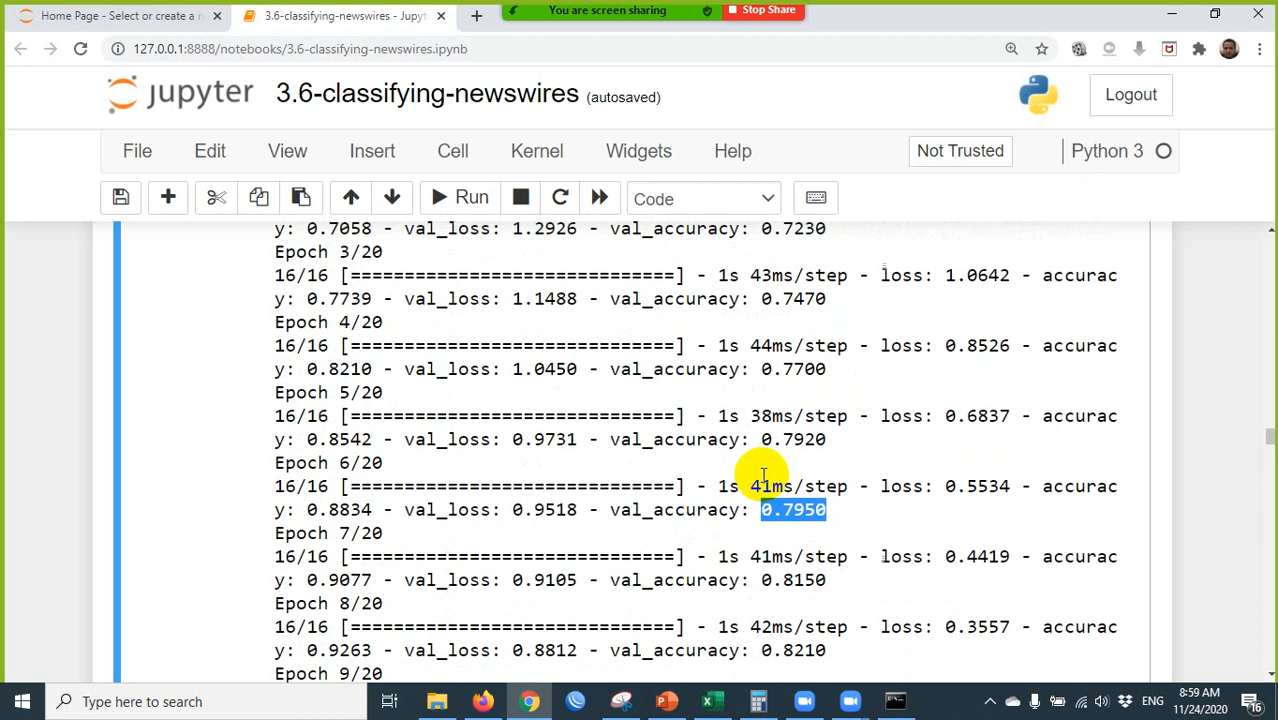 You are screen sharing
Stop Share
Home Page - Select or create a n
3.6-classifying-newswires - Jupyt
127.0.0.1:8888/notebooks/3.6-classifying-newswires.ipynb
jupyter 3.6-classifying-newswires (autosaved)
Logout
File Edit View Insert Cell Kernel Widgets Help
Not Trusted
Python 3
Run
Code
y: 0.7058 - val_loss: 1.2926 - val_accuracy: 0.7230
Epoch 3/20
16/16 [==============================] - 1s 43ms/step - loss: 1.0642 - accurac
y: 0.7739 - val_loss: 1.1488 - val_accuracy: 0.7470
Epoch 4/20
16/16 [==============================] - 1s 44ms/step - loss: 0.8526 - accurac
y: 0.8210 - val_loss: 1.0450 - val_accuracy: 0.7700
Epoch 5/20
16/16 [==============================] - 1s 38ms/step - loss: 0.6837 - accurac
y: 0.8542 - val_loss: 0.9731 - val_accuracy: 0.7920
Epoch 6/20
16/16 [==============================] - 1s 41ms/step - loss: 0.5534 - accurac
y: 0.8834 - val_loss: 0.9518 - val_accuracy: 0.7950
Epoch 7/20
16/16 [==============================] - 1s 41ms/step - loss: 0.4419 - accurac
y: 0.9077 - val_loss: 0.9105 - val_accuracy: 0.8150
Epoch 8/20
16/16 [==============================] - 1s 42ms/step - loss: 0.3557 - accurac
y: 0.9263 - val_loss: 0.8812 - val_accuracy: 0.8210
Epoch 9/20
Type here to search
ENG
8:59 AM
11/24/2020
16